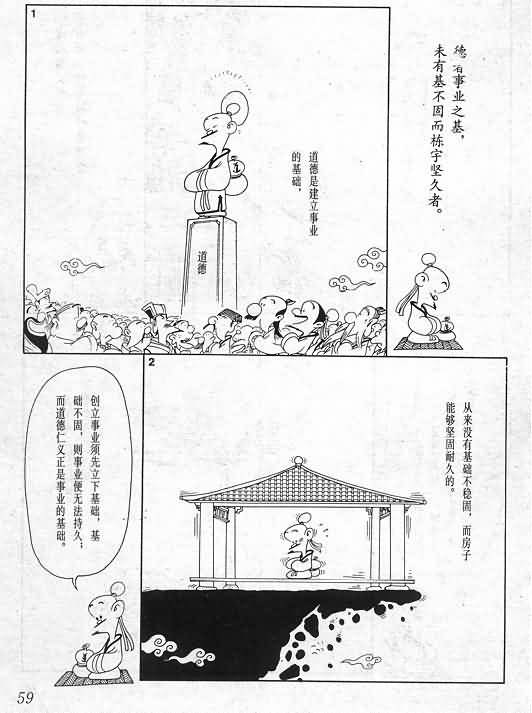 1
德者事业之基，
未有基不固而栋宇坚久者。
道德是建立事业
的基础，
道德
2
从来没有基础不稳固，而房子
能够坚固耐久的。
创立事业须先立下基础，基
础不固，则事业便无法持久；
而道德仁义正是事业的基础。
59